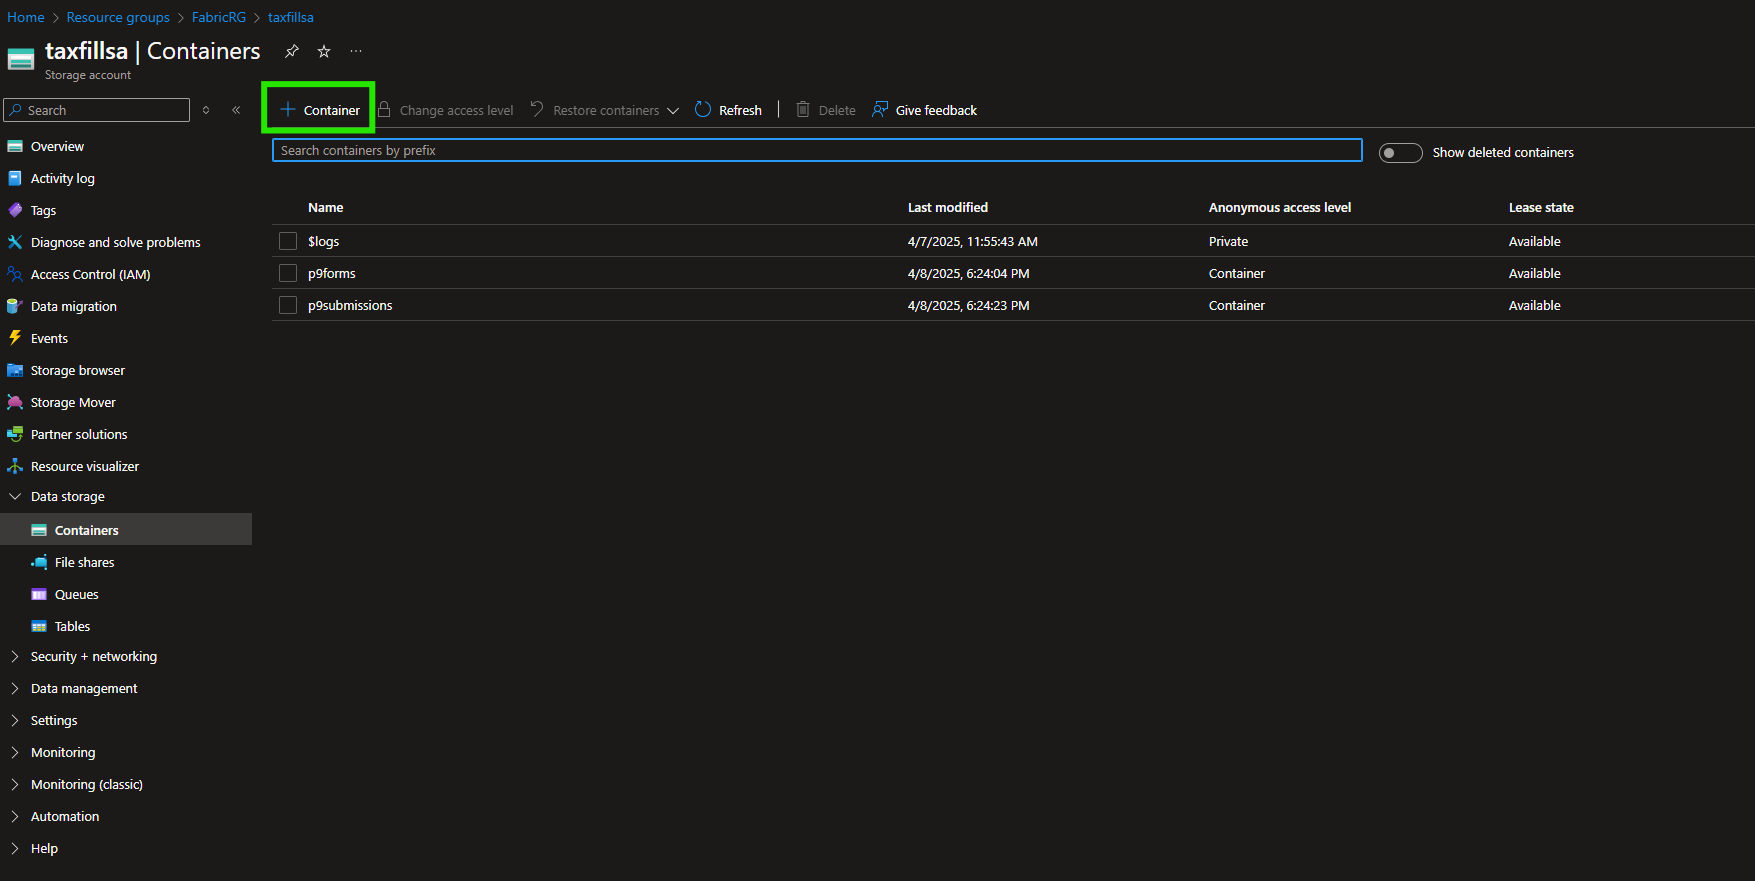 Home > Resource groups > FabricRG > taxfillsa
taxfillsa | Containers ...
Storage account
Search
Container
Change access level
Restore containers
Refresh
Delete
Give feedback
Search containers by prefix
Show deleted containers
Overview
Activity log
Tags
Diagnose and solve problems
Access Control (IAM)
Data migration
Events
Storage browser
Storage Mover
Partner solutions
Resource visualizer
Data storage
Containers
File shares
Queues
Tables
Security + networking
Data management
Settings
Monitoring
Monitoring (classic)
Automation
Help
Name Last modified Anonymous access level Lease state
$logs 4/7/2025, 11:55:43 AM Private Available
p9forms 4/8/2025, 6:24:04 PM Container Available
p9submissions 4/8/2025, 6:24:23 PM Container Available